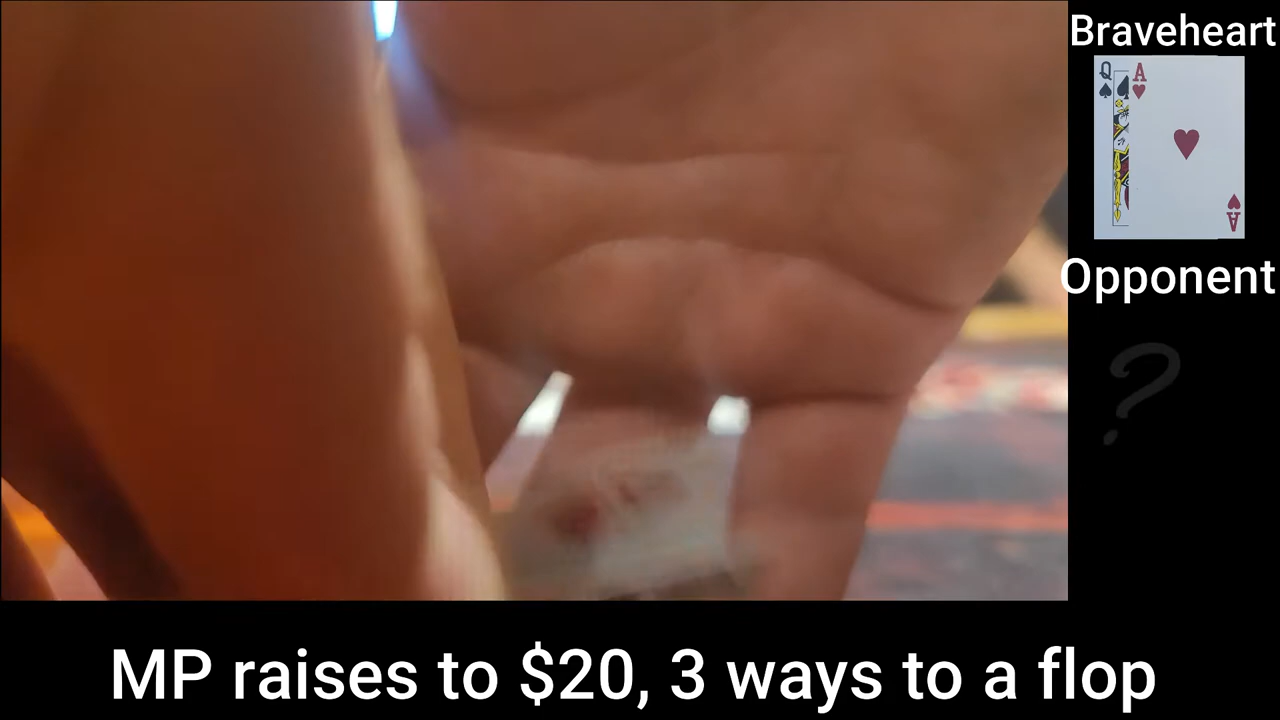 Braveheart
Q A
A
Opponent
?
MP raises to $20, 3 ways to a flop